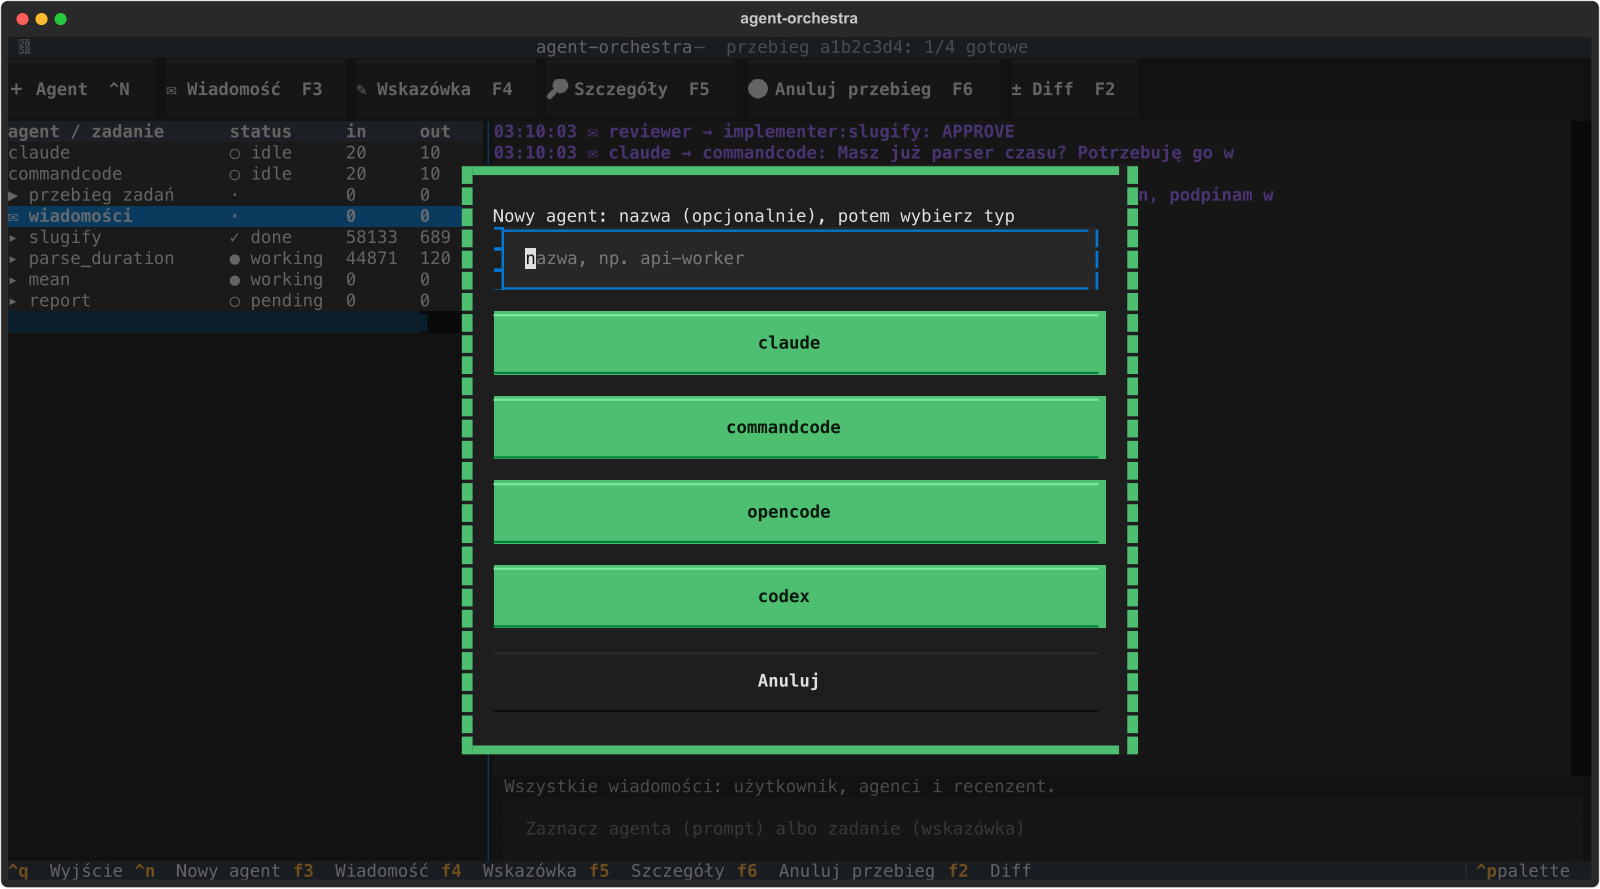 agent-orchestra
agent-orchestra— przebieg a1b2c3d4: 1/4 gotowe
+ Agent ^N ✉ Wiadomość F3 ✎ Wskazówka F4 🔎 Szczegóły F5 ⬤ Anuluj przebieg F6 ± Diff F2
agent / zadanie status in out
claude ○ idle 20 10
commandcode ○ idle 20 10
▶ przebieg zadań · 0 0
✉ wiadomości · 0 0
▸ slugify ✓ done 58133 689
▸ parse_duration ● working 44871 120
▸ mean ● working 0 0
▸ report ○ pending 0 0
03:10:03 ✉ reviewer → implementer:slugify: APPROVE
03:10:03 ✉ claude → commandcode: Masz już parser czasu? Potrzebuję go w
n, podpinam w
Nowy agent: nazwa (opcjonalnie), potem wybierz typ
nazwa, np. api-worker
claude
commandcode
opencode
codex
Anuluj
Wszystkie wiadomości: użytkownik, agenci i recenzent.
Zaznacz agenta (prompt) albo zadanie (wskazówka)
^q Wyjście ^n Nowy agent f3 Wiadomość f4 Wskazówka f5 Szczegóły f6 Anuluj przebieg f2 Diff ^ppalette